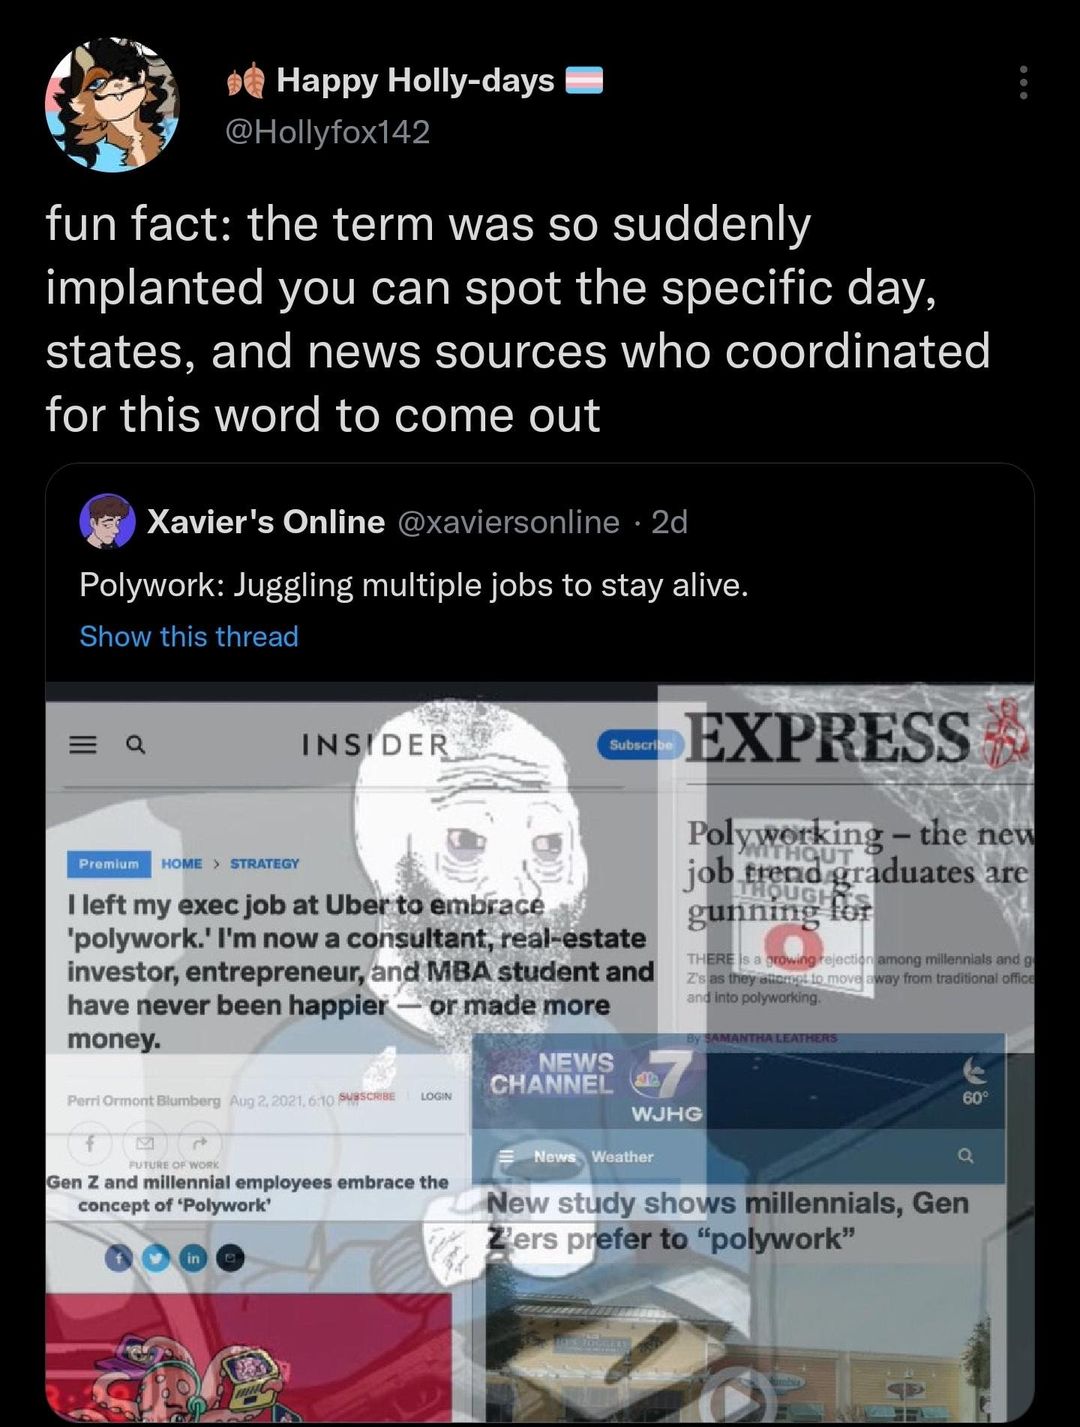 Happy Holly-days
@Hollyfox142
fun fact: the term was so suddenly
implanted you can spot the specific day,
states, and news sources who coordinated
for this word to come out
Xavier's Online @xaviersonline · 2d
Polywork: Juggling multiple jobs to stay alive.
Show this thread
INSIDER
Subscribe
Premium HOME > STRATEGY
I left my exec job at Uber to embrace
'polywork.' I'm now a consultant, real-estate
investor, entrepreneur, and MBA student and
have never been happier — or made more
money.
Perri Ormont Blumberg Aug 2, 2021, 6:10 PM
SUBSCRIBE LOGIN
FUTURE OF WORK
Gen Z and millennial employees embrace the
concept of ‘Polywork’
EXPRESS
Polyworking – the new
job trend graduates are
gunning for
WITHOUT
THOUGHTS
THERE is a growing rejection among millennials and g
Z's as they attempt to move away from traditional office
and into polyworking.
By SAMANTHA LEATHERS
NEWS
CHANNEL 7
WJHG
60°
News Weather
New study shows millennials, Gen
Z’ers prefer to “polywork”